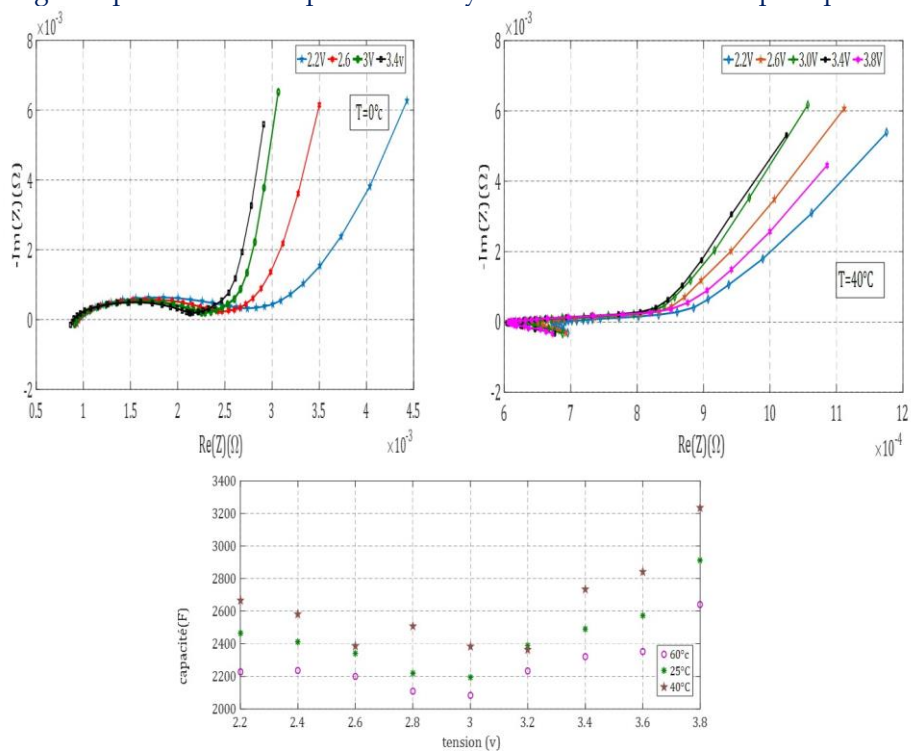 ×10⁻³
8
6
4
2
0
-2
-Im(Z)(Ω)
2.2V 2.6 3V 3.4v
T=0°c
0.5 1 1.5 2 2.5 3 3.5 4 4.5
Re(Z)(Ω)
×10⁻³
×10⁻³
8
6
4
2
0
-2
-Im(Z)(Ω)
2.2V 2.6V 3.0V 3.4V 3.8V
T=40°C
6 7 8 9 10 11 12
Re(Z)(Ω)
×10⁻⁴
3400
3200
3000
2800
2600
2400
2200
2000
capacité(F)
60°c
25°C
40°C
2.2 2.4 2.6 2.8 3 3.2 3.4 3.6 3.8
tension (v)